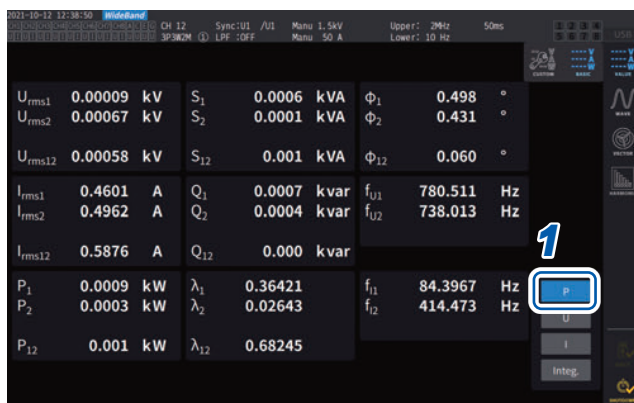 2021-10-12 12:38:50 WideBand
CH 12 Sync:U1 /U1 Manu 1.5kV Upper: 2MHz 50ms
3P3W2M ① LPF :OFF Manu 50 A Lower: 10 Hz
USB
CUSTOM BASIC VALUE
WAVE
VECTOR
Urms1 0.00009 kV S1 0.0006 kVA Φ1 0.498 °
Urms2 0.00067 kV S2 0.0001 kVA Φ2 0.431 °
Urms12 0.00058 kV S12 0.001 kVA Φ12 0.060 °
Irms1 0.4601 A Q1 0.0007 kvar fU1 780.511 Hz
Irms2 0.4962 A Q2 0.0004 kvar fU2 738.013 Hz
Irms12 0.5876 A Q12 0.000 kvar
1
P1 0.0009 kW λ1 0.36421 fI1 84.3967 Hz
P2 0.0003 kW λ2 0.02643 fI2 414.473 Hz
P12 0.001 kW λ12 0.68245
P
U
I
Integ.